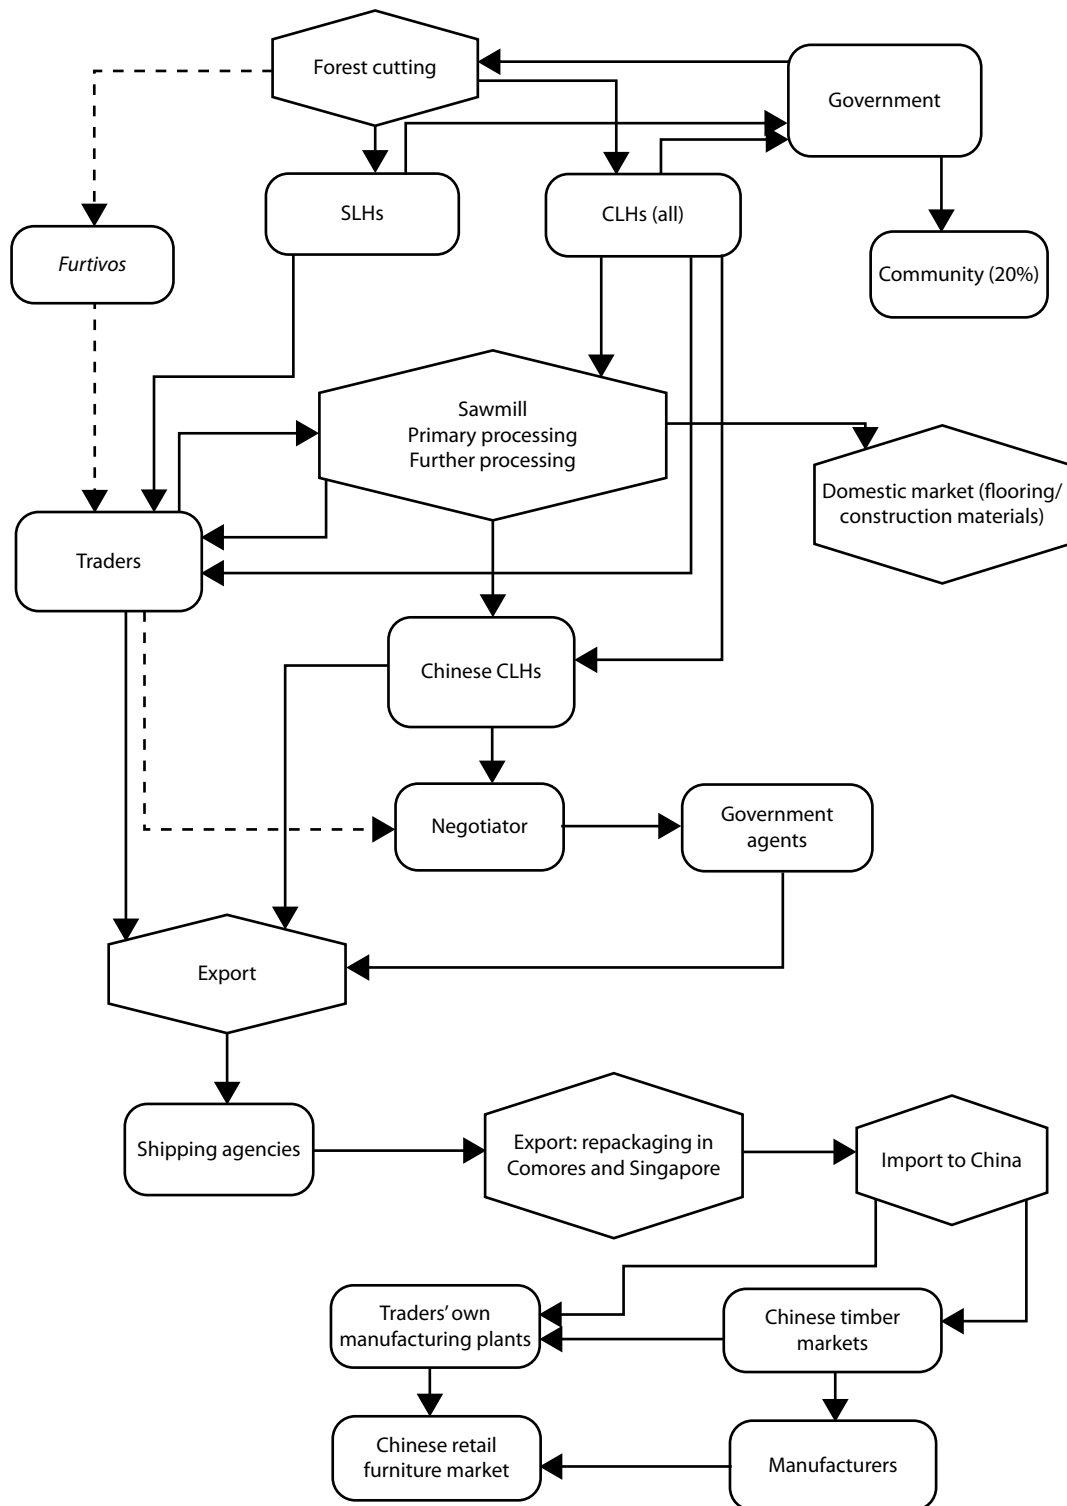 Forest cutting
Government
SLHs
CLHs (all)
Furtivos
Community (20%)
Sawmill
Primary processing
Further processing
Domestic market (flooring/
construction materials)
Traders
Chinese CLHs
Negotiator
Government
agents
Export
Shipping agencies
Export: repackaging in
Comores and Singapore
Import to China
Traders’ own
manufacturing plants
Chinese timber
markets
Chinese retail
furniture market
Manufacturers